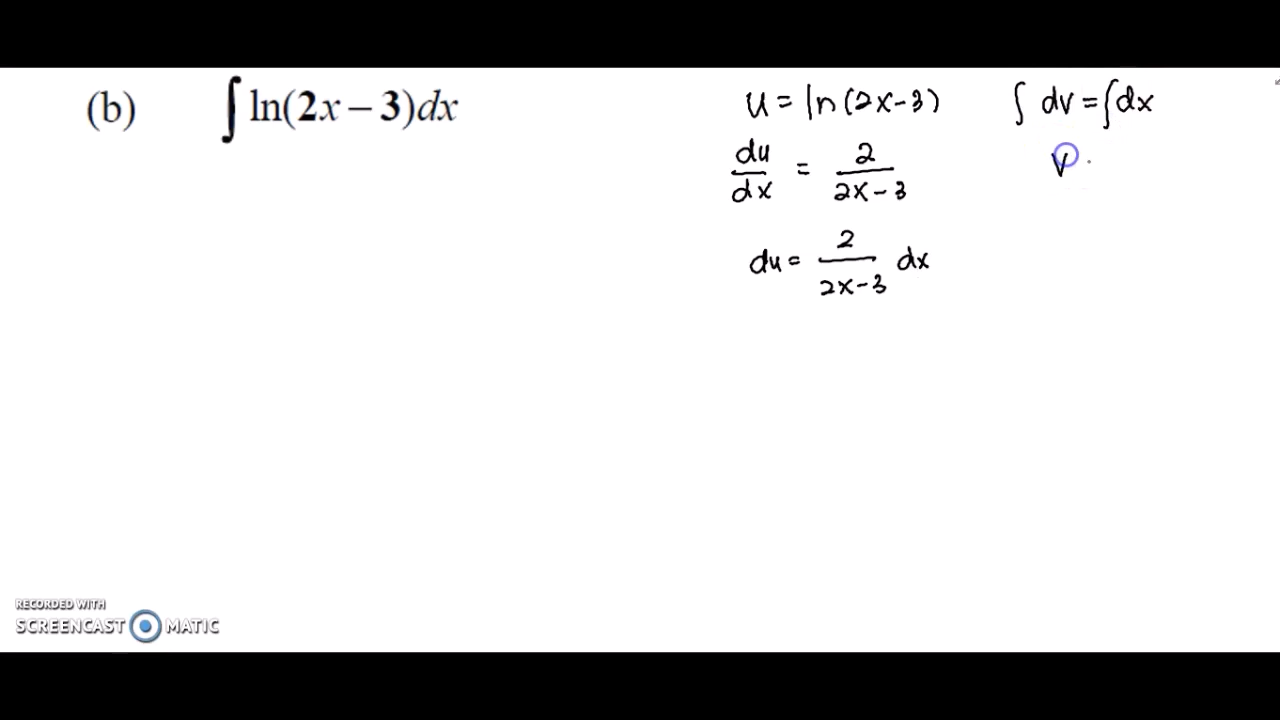 (b) ∫ ln(2x − 3)dx
u = ln(2x-3) ∫ dv = ∫dx
du/dx = 2/(2x-3) v
du = 2/(2x-3) dx
RECORDED WITH
SCREENCAST MATIC